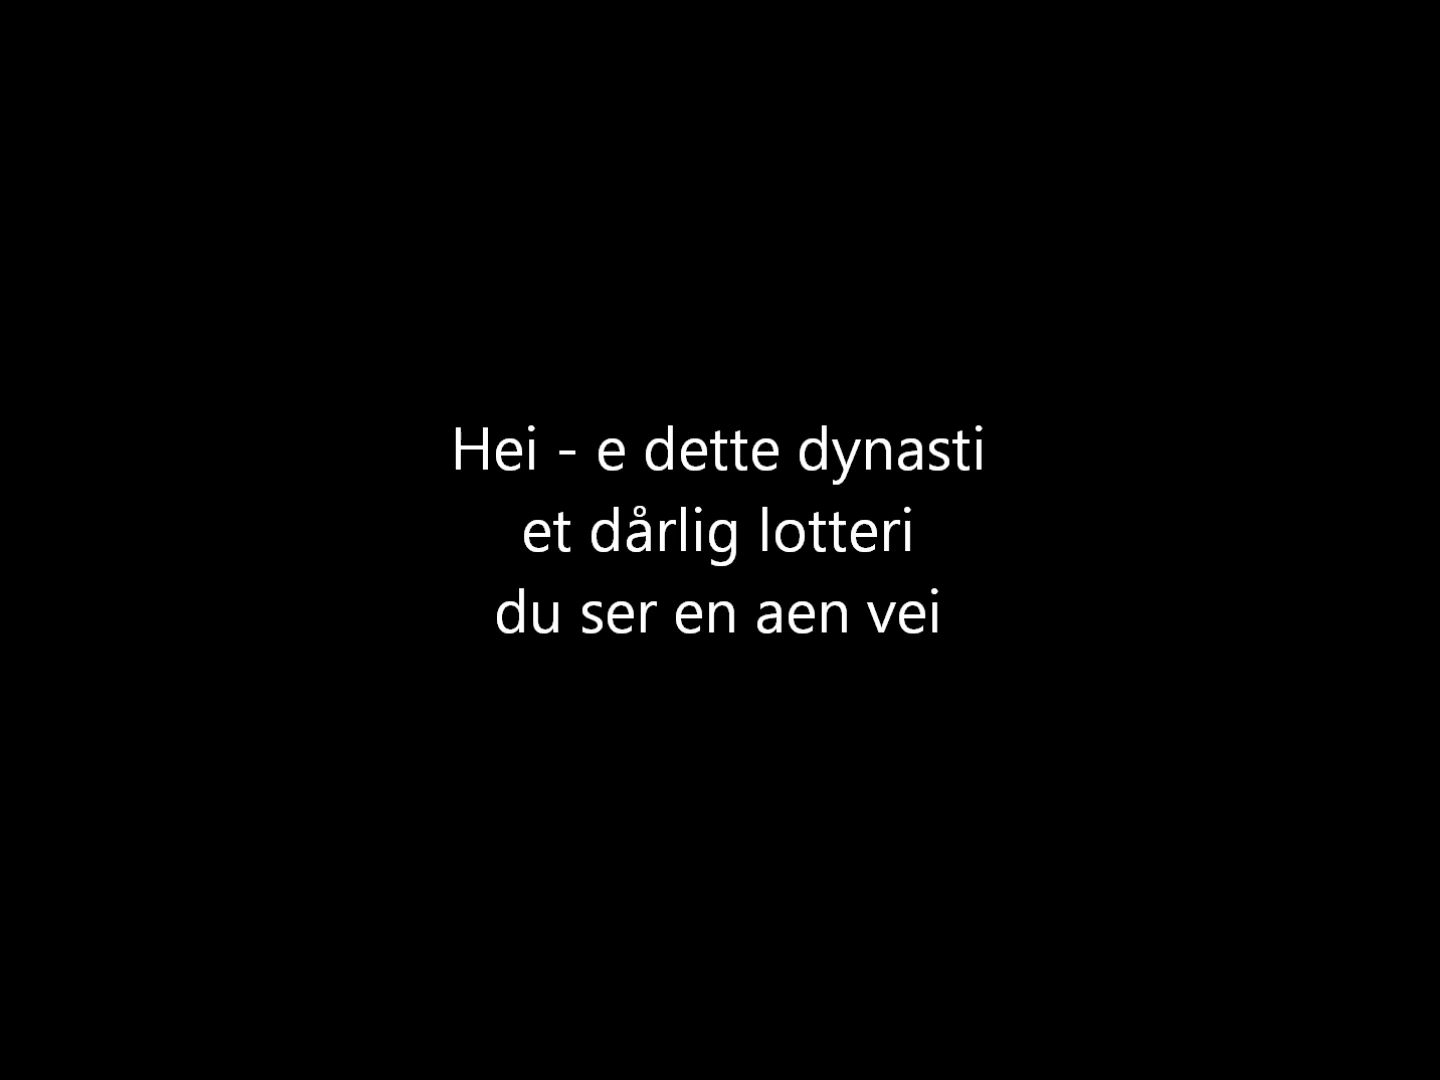 Hei - e dette dynasti
et dårlig lotteri
du ser en aen vei